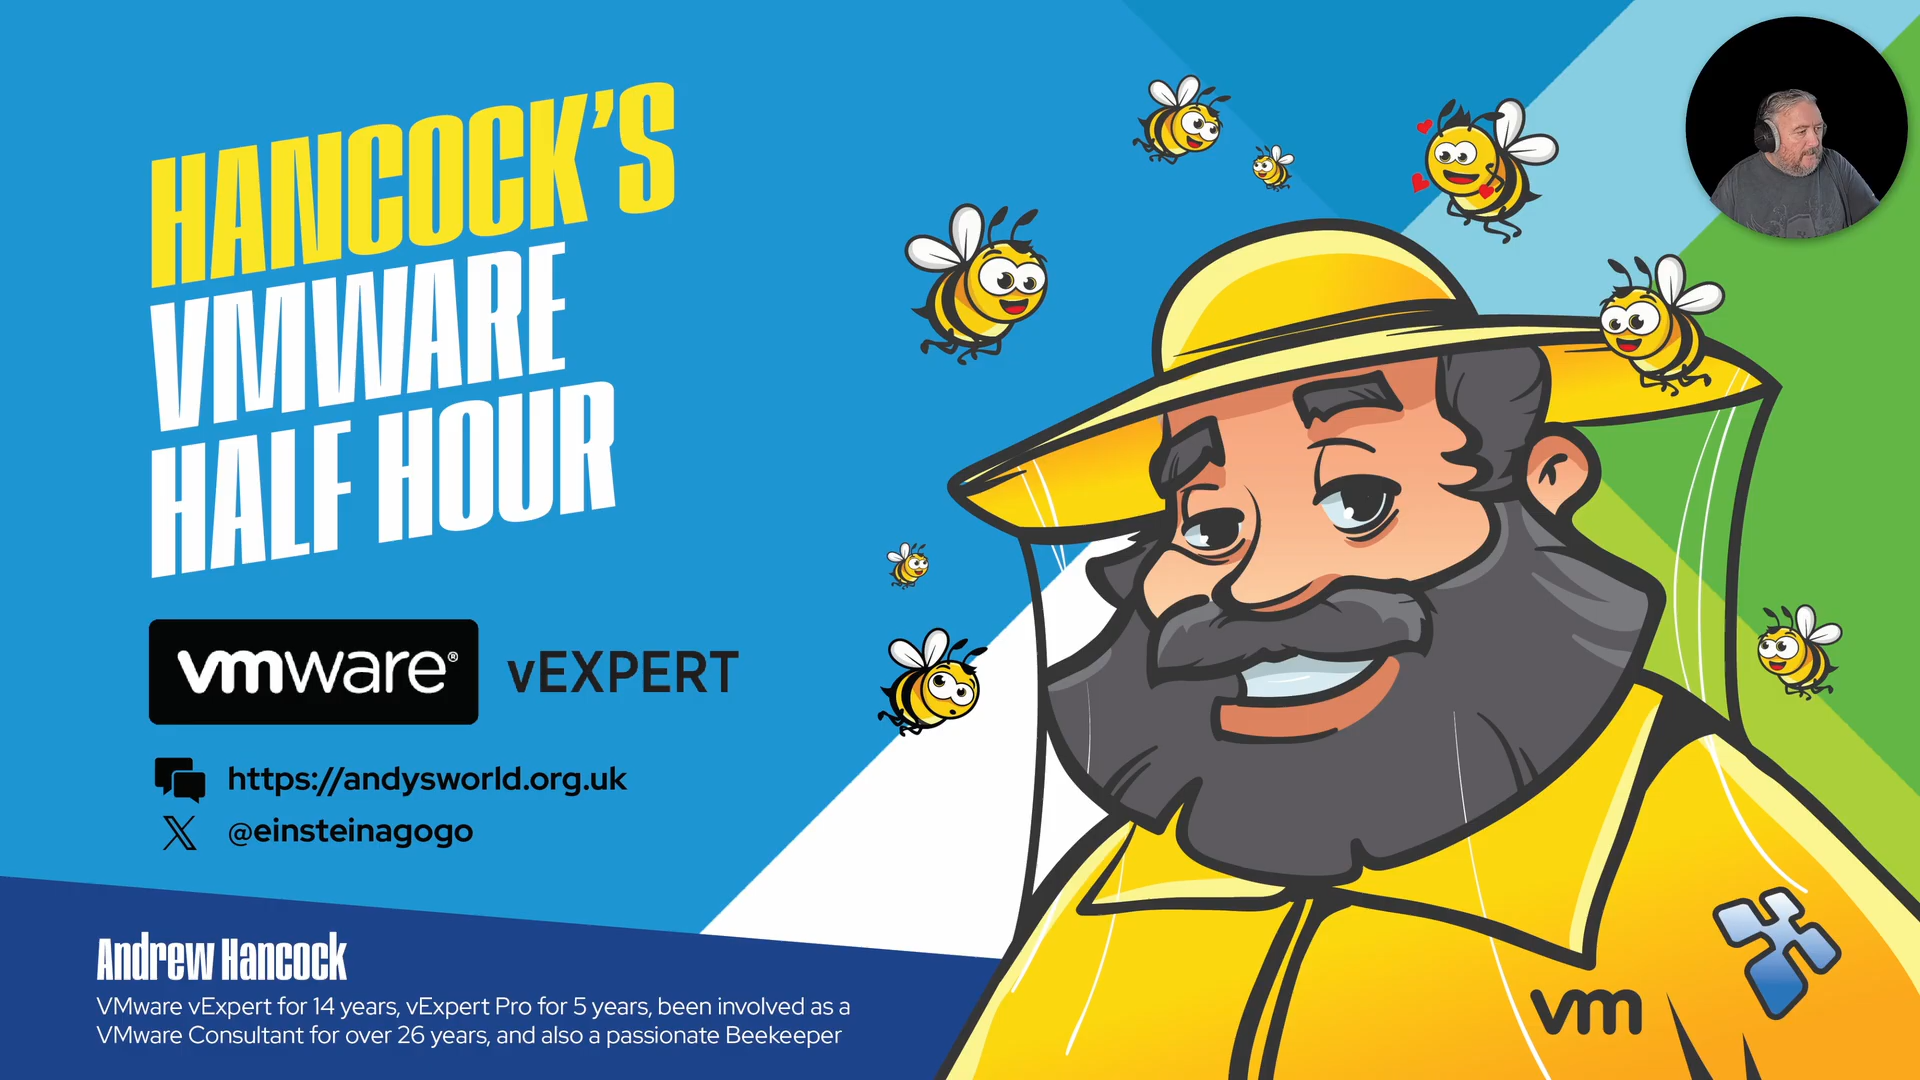 HANCOCK'S
VMWARE
HALF HOUR
vmware®
vEXPERT
https://andysworld.org.uk
@einsteinagogo
Andrew Hancock
VMware vExpert for 14 years, vExpert Pro for 5 years, been involved as a
VMware Consultant for over 26 years, and also a passionate Beekeeper
vm